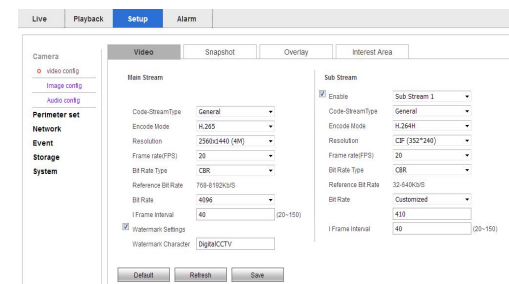 Live Playback Setup Alarm
Camera
video config
Image config
Audio config
Perimeter set
Network
Event
Storage
System
Video Snapshot Overlay Interest Area
Main Stream
Code-StreamType General
Encode Mode H.265
Resolution 2560x1440 (4M)
Frame rate(FPS) 20
Bit Rate Type CBR
Reference Bit Rate 768-8192Kb/S
Bit Rate 4096
I Frame Interval 40 (20~150)
Watermark Settings
Watermark Character DigitalCCTV
Sub Stream
Enable Sub Stream 1
Code-StreamType General
Encode Mode H.264H
Resolution CIF (352*240)
Frame rate(FPS) 20
Bit Rate Type CBR
Reference Bit Rate 32-640Kb/S
Bit Rate Customized
410
I Frame Interval 40 (20~150)
Default Refresh Save